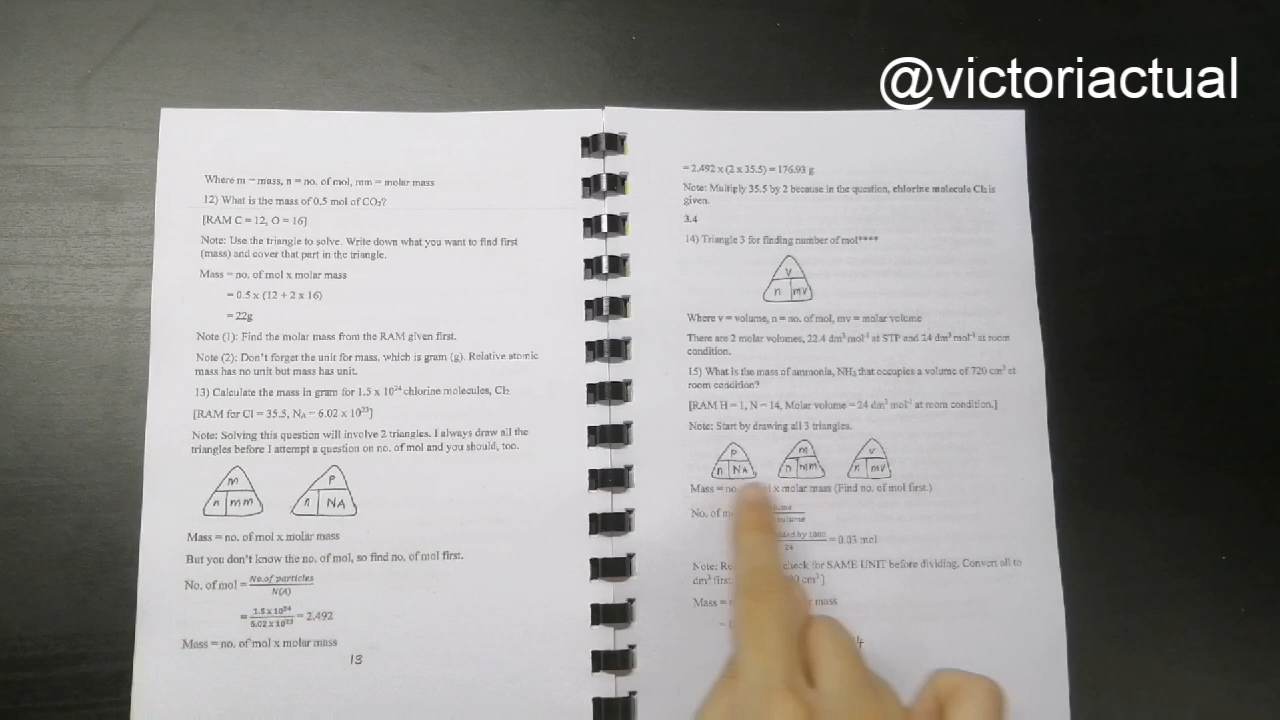 @victoriactual
Where m = mass, n = no. of mol, mm = molar mass
12) What is the mass of 0.5 mol of CO₂?
[RAM C = 12, O = 16]
Note: Use the triangle to solve. Write down what you want to find first
(mass) and cover that part in the triangle.
Mass = no. of mol x molar mass
= 0.5 x (12 + 2 x 16)
= 22g
Note (1): Find the molar mass from the RAM given first.
Note (2): Don't forget the unit for mass, which is gram (g). Relative atomic
mass has no unit but mass has unit.
13) Calculate the mass in gram for 1.5 x 10²⁴ chlorine molecules, Cl₂
[RAM for Cl = 35.5, Nₐ = 6.02 x 10²³]
Note: Solving this question will involve 2 triangles. I always draw all the
triangles before I attempt a question on no. of mol and you should, too.
m
n mm
P
n NA
Mass = no. of mol x molar mass
But you don't know the no. of mol, so find no. of mol first.
No. of mol = No.of particles
N(A)
= 1.5 x 10²⁴
6.02 x 10²³ = 2.492
Mass = no. of mol x molar mass
13
= 2.492 x (2 x 35.5) = 176.93 g
Note: Multiply 35.5 by 2 because in the question, chlorine molecule Cl₂ is
given.
3.4
14) Triangle 3 for finding number of mol****
V
n mv
Where v = volume, n = no. of mol, mv = molar volume
There are 2 molar volumes, 22.4 dm³ mol⁻¹ at STP and 24 dm³ mol⁻¹ at room
condition.
15) What is the mass of ammonia, NH₃ that occupies a volume of 720 cm³ at
room condition?
[RAM H = 1, N = 14, Molar volume = 24 dm³ mol⁻¹ at room condition.]
Note: Start by drawing all 3 triangles.
P
n NA
m
n mm
V
n mv
Mass = no. x molar mass (Find no. of mol first.)
No. of
by 1000
24 = 0.03 mol
Note: check for SAME UNIT before dividing. Convert all to
dm³ first cm³]
Mass =